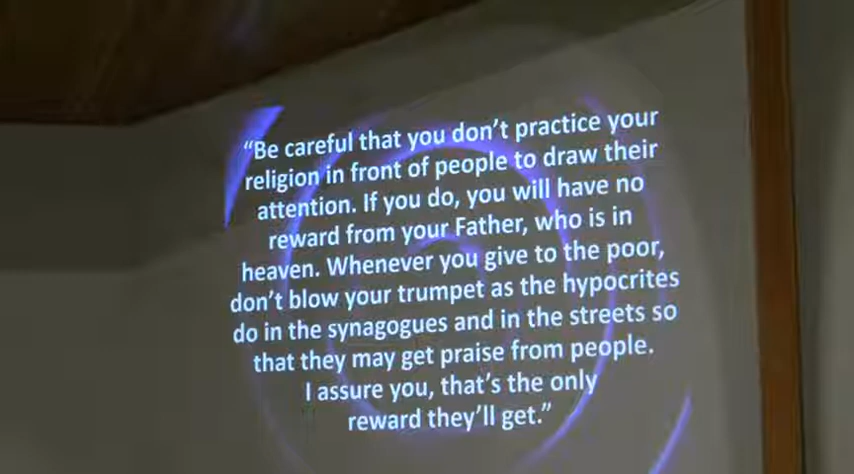 “Be careful that you don’t practice your
religion in front of people to draw their
attention. If you do, you will have no
reward from your Father, who is in
heaven. Whenever you give to the poor,
don’t blow your trumpet as the hypocrites
do in the synagogues and in the streets so
that they may get praise from people.
I assure you, that’s the only
reward they’ll get.”